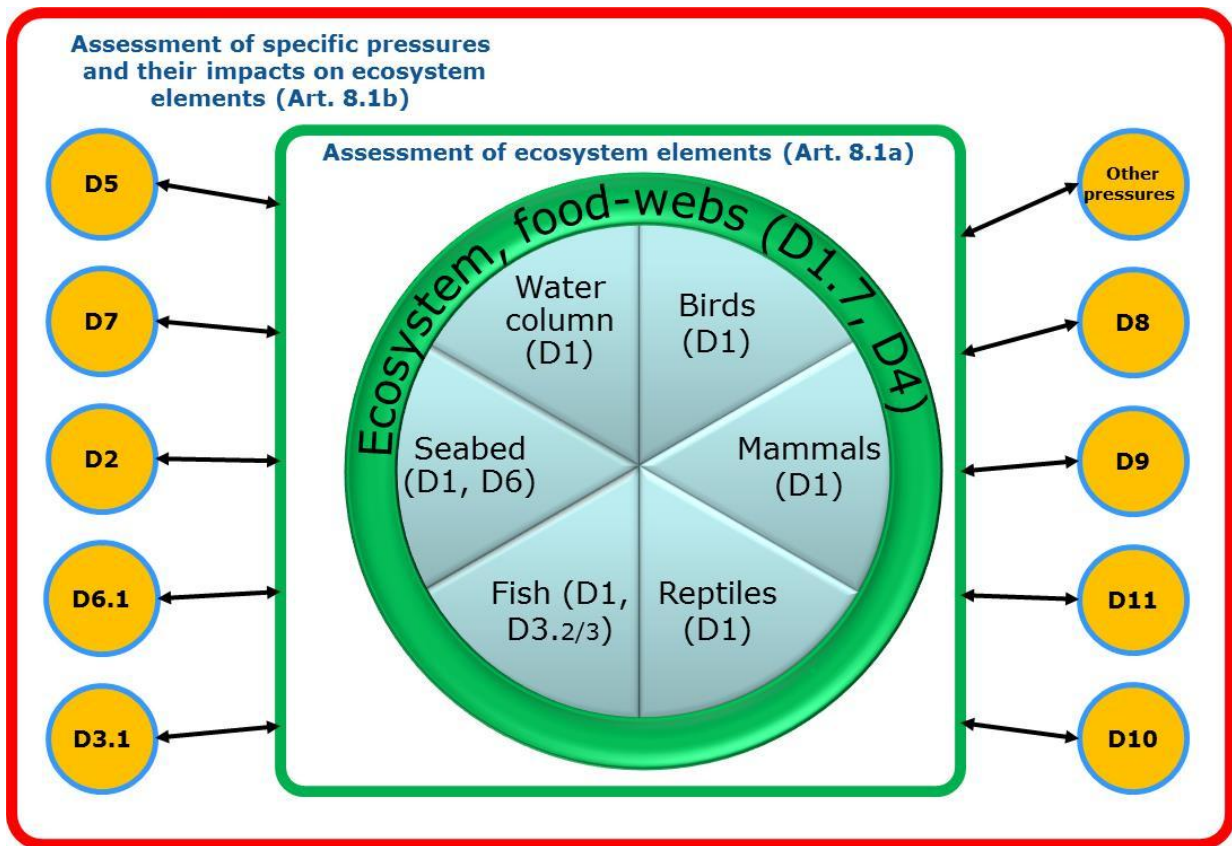 Assessment of specific pressures
and their impacts on ecosystem
elements (Art. 8.1b)
Assessment of ecosystem elements (Art. 8.1a)
Ecosystem, food-webs (D1.7, D4)
Water
column
(D1)
Birds
(D1)
Seabed
(D1, D6)
Mammals
(D1)
Fish (D1,
D3.2/3)
Reptiles
(D1)
D5
D7
D2
D6.1
D3.1
Other
pressures
D8
D9
D11
D10